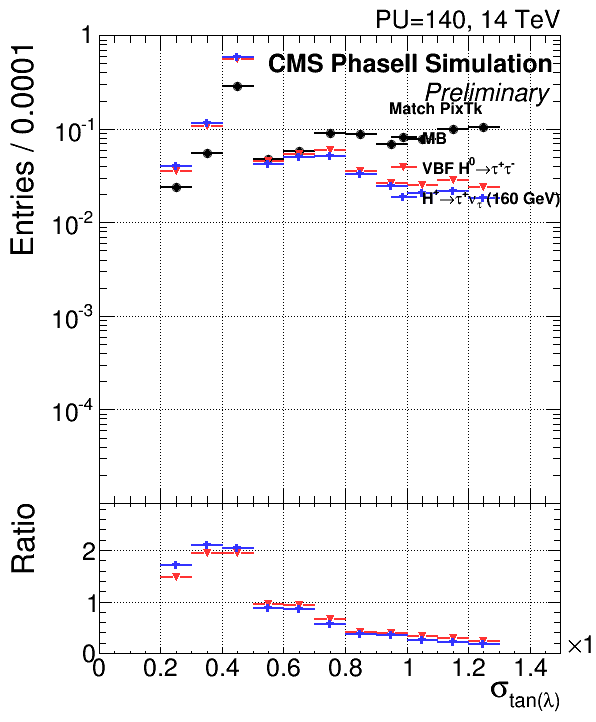 PU=140, 14 TeV
CMS PhaseII Simulation
Preliminary
Match PixTk
MB
VBF H⁰→τ⁺τ⁻
H⁺→τ⁺ντ (160 GeV)
Entries / 0.0001
1
10⁻¹
10⁻²
10⁻³
10⁻⁴
Ratio
2
1
0
0 0.2 0.4 0.6 0.8 1 1.2 1.4 ×1
σtan(λ)